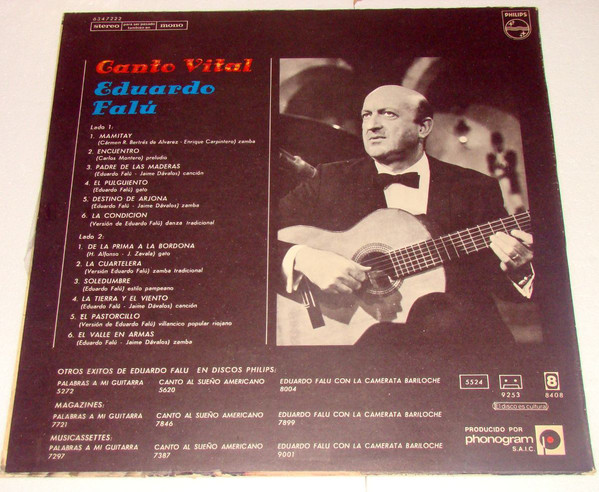 6347222
stereo para ser pasado también en mono
PHILIPS
Canto Vital
Eduardo
Falú
Lado 1:
1. MAMITAY
(Cármen R. Bertrés de Alvarez - Enrique Carpintero) zamba
2. ENCUENTRO
(Carlos Montero) preludio
3. PADRE DE LAS MADERAS
(Eduardo Falú - Jaime Dávalos) canción
4. EL PULGUIENTO
(Eduardo Falú) gato
5. DESTINO DE ARJONA
(Eduardo Falú - Jaime Dávalos) zamba
6. LA CONDICION
(Versión de Eduardo Falú) danza tradicional
Lado 2:
1. DE LA PRIMA A LA BORDONA
(H. Alfonso - J. Zavala) gato
2. LA CUARTELERA
(Versión Eduardo Falú) zamba tradicional
3. SOLEDUMBRE
(Eduardo Falú) estilo pampeano
4. LA TIERRA Y EL VIENTO
(Eduardo Falú - Jaime Dávalos) canción
5. EL PASTORCILLO
(Versión de Eduardo Falú) villancico popular riojano
6. EL VALLE EN ARMAS
(Eduardo Falú - Jaime Dávalos) zamba
OTROS EXITOS DE EDUARDO FALU EN DISCOS PHILIPS:
PALABRAS A MI GUITARRA CANTO AL SUEÑO AMERICANO EDUARDO FALU CON LA CAMERATA BARILOCHE
5272 5620 8004
MAGAZINES:
PALABRAS A MI GUITARRA CANTO AL SUEÑO AMERICANO EDUARDO FALU CON LA CAMERATA BARILOCHE
7721 7846 7899
MUSICASSETTES:
PALABRAS A MI GUITARRA CANTO AL SUEÑO AMERICANO EDUARDO FALU CON LA CAMERATA BARILOCHE
7297 7387 9001
5524 8
9253 8408
El disco es cultura
PRODUCIDO POR
phonogram
S.A.I.C.